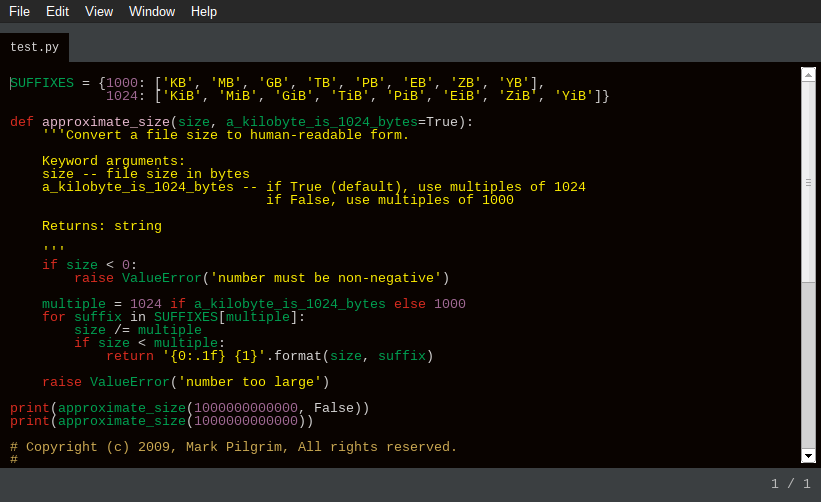 File Edit View Window Help
test.py
SUFFIXES = {1000: ['KB', 'MB', 'GB', 'TB', 'PB', 'EB', 'ZB', 'YB'],
            1024: ['KiB', 'MiB', 'GiB', 'TiB', 'PiB', 'EiB', 'ZiB', 'YiB']}
def approximate_size(size, a_kilobyte_is_1024_bytes=True):
    '''Convert a file size to human-readable form.
    Keyword arguments:
    size -- file size in bytes
    a_kilobyte_is_1024_bytes -- if True (default), use multiples of 1024
                                if False, use multiples of 1000
    Returns: string
    '''
    if size < 0:
        raise ValueError('number must be non-negative')
    multiple = 1024 if a_kilobyte_is_1024_bytes else 1000
    for suffix in SUFFIXES[multiple]:
        size /= multiple
        if size < multiple:
            return '{0:.1f} {1}'.format(size, suffix)
    raise ValueError('number too large')
print(approximate_size(1000000000000, False))
print(approximate_size(1000000000000))
# Copyright (c) 2009, Mark Pilgrim, All rights reserved.
#
1 / 1